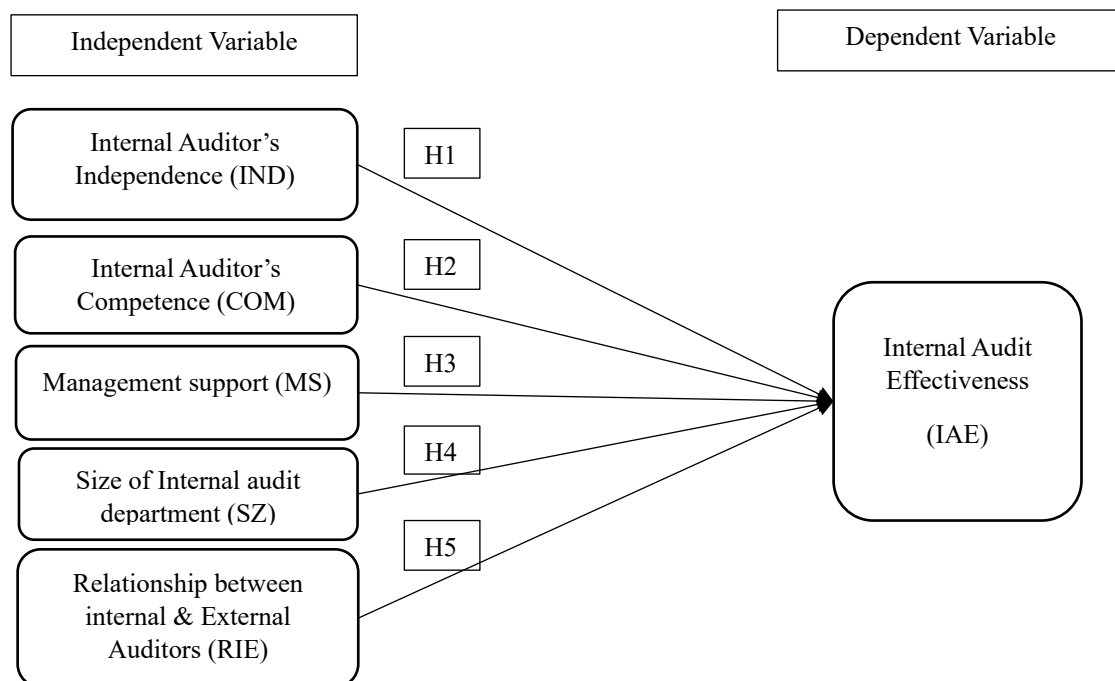 Independent Variable
Dependent Variable
Internal Auditor’s
Independence (IND)
H1
Internal Auditor’s
Competence (COM)
H2
Management support (MS)
H3
Size of Internal audit
department (SZ)
H4
Relationship between
internal & External
Auditors (RIE)
H5
Internal Audit
Effectiveness
(IAE)